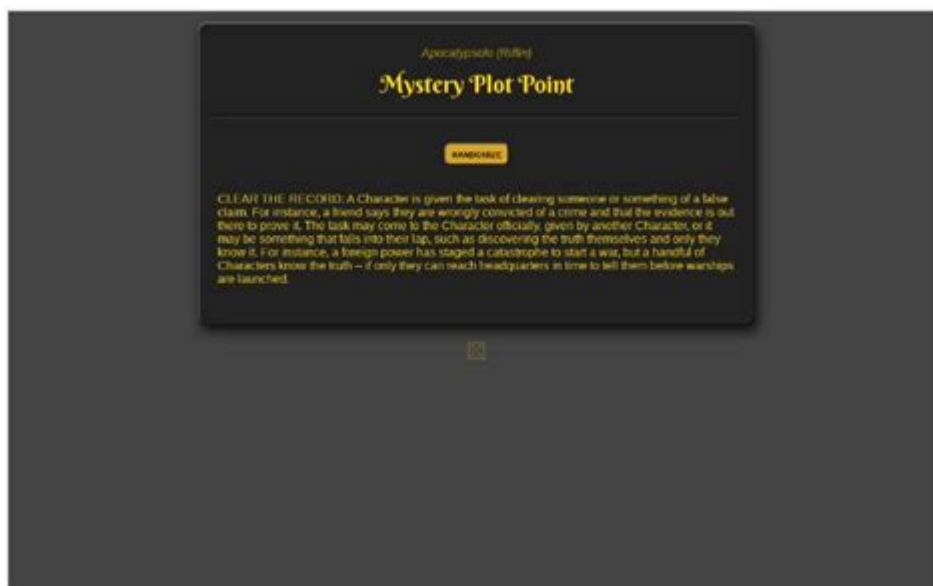 Apocalypsolo (Riffin)
Mystery Plot Point
RANDOMIZE
CLEAR THE RECORD: A Character is given the task of clearing someone or something of a false
claim. For instance, a friend says they are wrongly convicted of a crime and that the evidence is out
there to prove it. The task may come to the Character officially, given by another Character, or it
may be something that falls into their lap, such as discovering the truth themselves and only they
know it. For instance, a foreign power has staged a catastrophe to start a war, but a handful of
Characters know the truth – if only they can reach headquarters in time to tell them before warships
are launched.